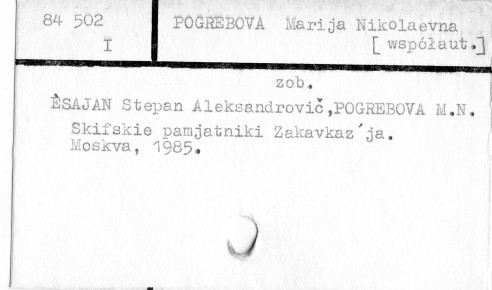 84 502
I
POGREBOVA Marija Nikolaevna
[współaut.]
zob.
ÈSAJAN Stepan Aleksandrovič,POGREBOVA M.N.
Skifskie pamjatniki Zakavkaz´ja.
Moskva, 1985.